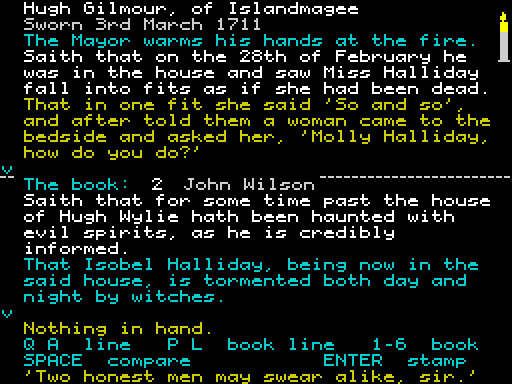 Hugh Gilmour, of Islandmagee
Sworn 3rd March 1711
The Mayor warms his hands at the fire.
Saith that on the 28th of February he
was in the house and saw Miss Halliday
fall into fits as if she had been dead.
That in one fit she said 'So and so',
and after told them a woman came to the
bedside and asked her, 'Molly Halliday,
how do you do?'
v
The book: 2 John Wilson
Saith that for some time past the house
of Hugh Wylie hath been haunted with
evil spirits, as he is credibly
informed.
That Isobel Halliday, being now in the
said house, is tormented both day and
night by witches.
v
Nothing in hand.
Q A line P L book line 1-6 book
SPACE compare ENTER stamp
'Two honest men may swear alike, sir.'